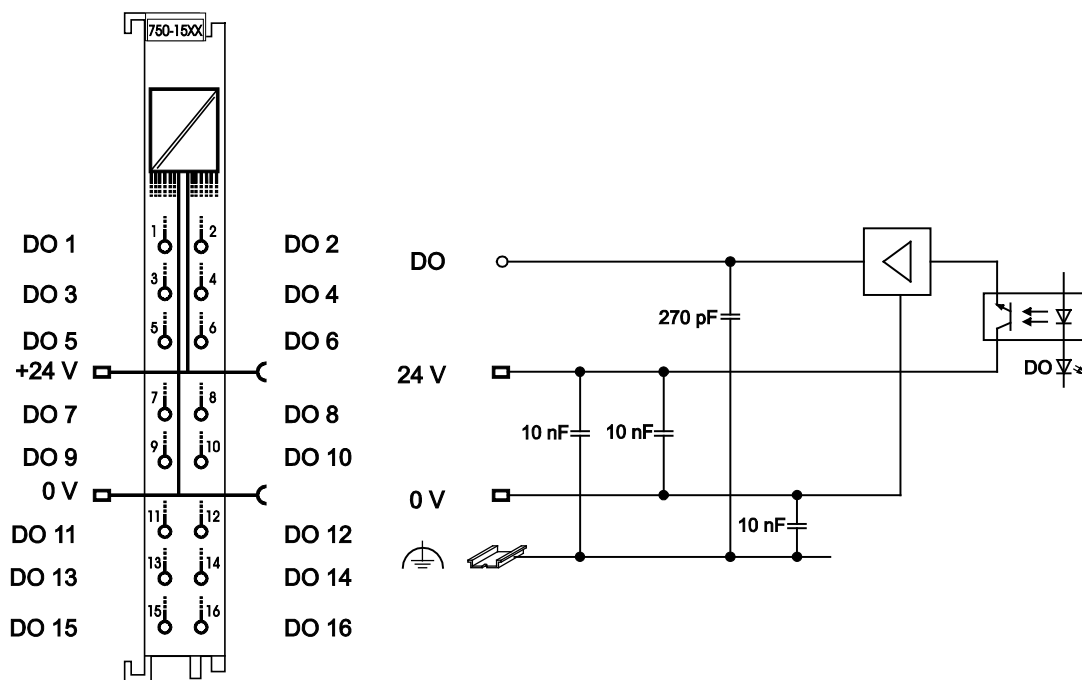 750-15XX
1 2
DO 1 DO 2
3 4
DO 3 DO 4
5 6
DO 5 DO 6
+24 V
7 8
DO 7 DO 8
9 10
DO 9 DO 10
0 V
11 12
DO 11 DO 12
13 14
DO 13 DO 14
15 16
DO 15 DO 16
DO
270 pF
24 V
DO
10 nF 10 nF
0 V
10 nF